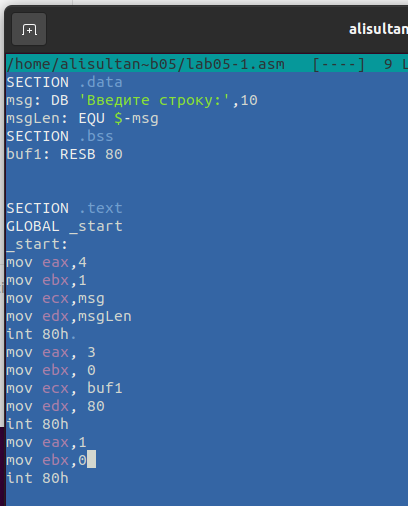 alisultan
/home/alisultan~b05/lab05-1.asm [----] 9 L
SECTION .data
msg: DB 'Введите строку:',10
msgLen: EQU $-msg
SECTION .bss
buf1: RESB 80
SECTION .text
GLOBAL _start
_start:
mov eax,4
mov ebx,1
mov ecx,msg
mov edx,msgLen
int 80h.
mov eax, 3
mov ebx, 0
mov ecx, buf1
mov edx, 80
int 80h
mov eax,1
mov ebx,0
int 80h